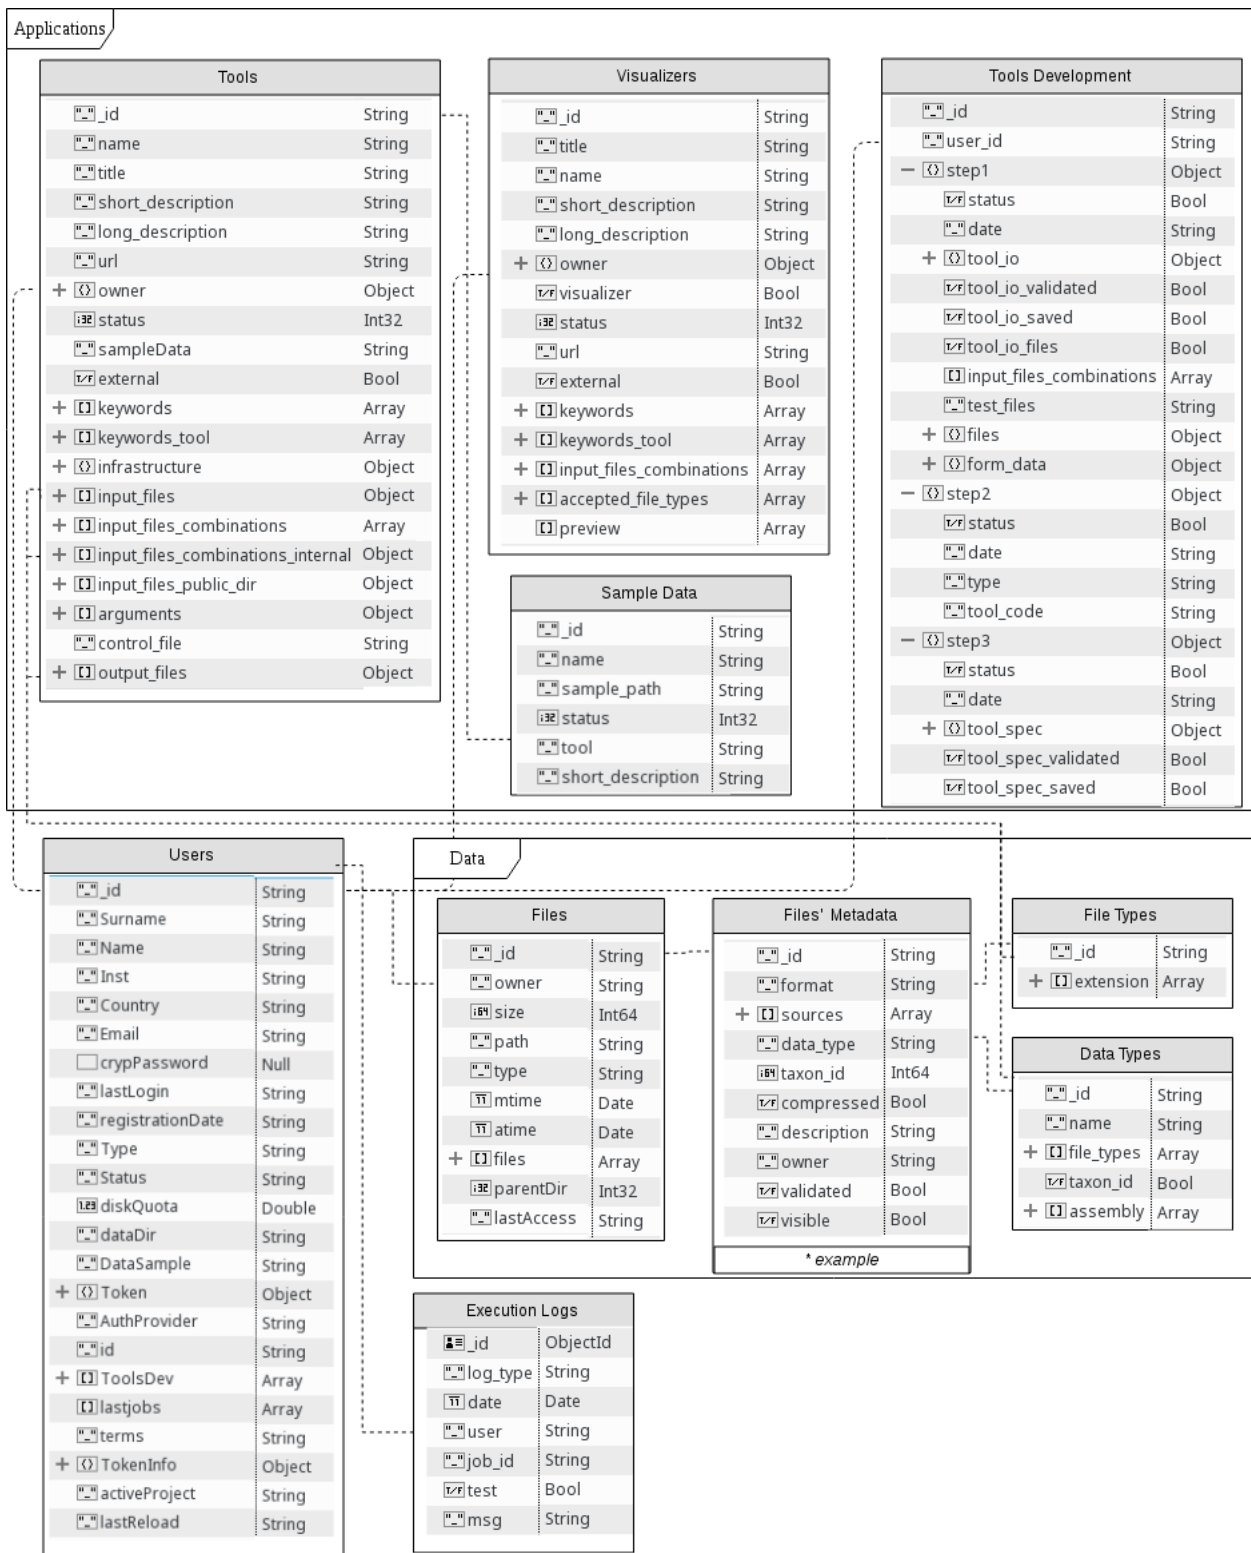 Applications
Tools
_id String
name String
title String
short_description String
long_description String
url String
owner Object
status Int32
sampleData String
external Bool
keywords Array
keywords_tool Array
infrastructure Object
input_files Object
input_files_combinations Array
input_files_combinations_internal Object
input_files_public_dir Object
arguments Object
control_file String
output_files Object
Visualizers
_id String
title String
name String
short_description String
long_description String
owner Object
visualizer Bool
status Int32
url String
external Bool
keywords Array
keywords_tool Array
input_files_combinations Array
accepted_file_types Array
preview Array
Sample Data
_id String
name String
sample_path String
status Int32
tool String
short_description String
Tools Development
_id String
user_id String
step1 Object
status Bool
date String
tool_io Object
tool_io_validated Bool
tool_io_saved Bool
tool_io_files Bool
input_files_combinations Array
test_files String
files Object
form_data Object
step2 Object
status Bool
date String
type String
tool_code String
step3 Object
status Bool
date String
tool_spec Object
tool_spec_validated Bool
tool_spec_saved Bool
Users
_id String
Surname String
Name String
Inst String
Country String
Email String
crypPassword Null
lastLogin String
registrationDate String
Type String
Status String
diskQuota Double
dataDir String
DataSample String
Token Object
AuthProvider String
id String
ToolsDev Array
lastjobs Array
terms String
TokenInfo Object
activeProject String
lastReload String
Data
Files
_id String
owner String
size Int64
path String
type String
mtime Date
atime Date
files Array
parentDir Int32
lastAccess String
Files' Metadata
_id String
format String
sources Array
data_type String
taxon_id Int64
compressed Bool
description String
owner String
validated Bool
visible Bool
* example
File Types
_id String
extension Array
Data Types
_id String
name String
file_types Array
taxon_id Bool
assembly Array
Execution Logs
_id ObjectId
log_type String
date Date
user String
job_id String
test Bool
msg String